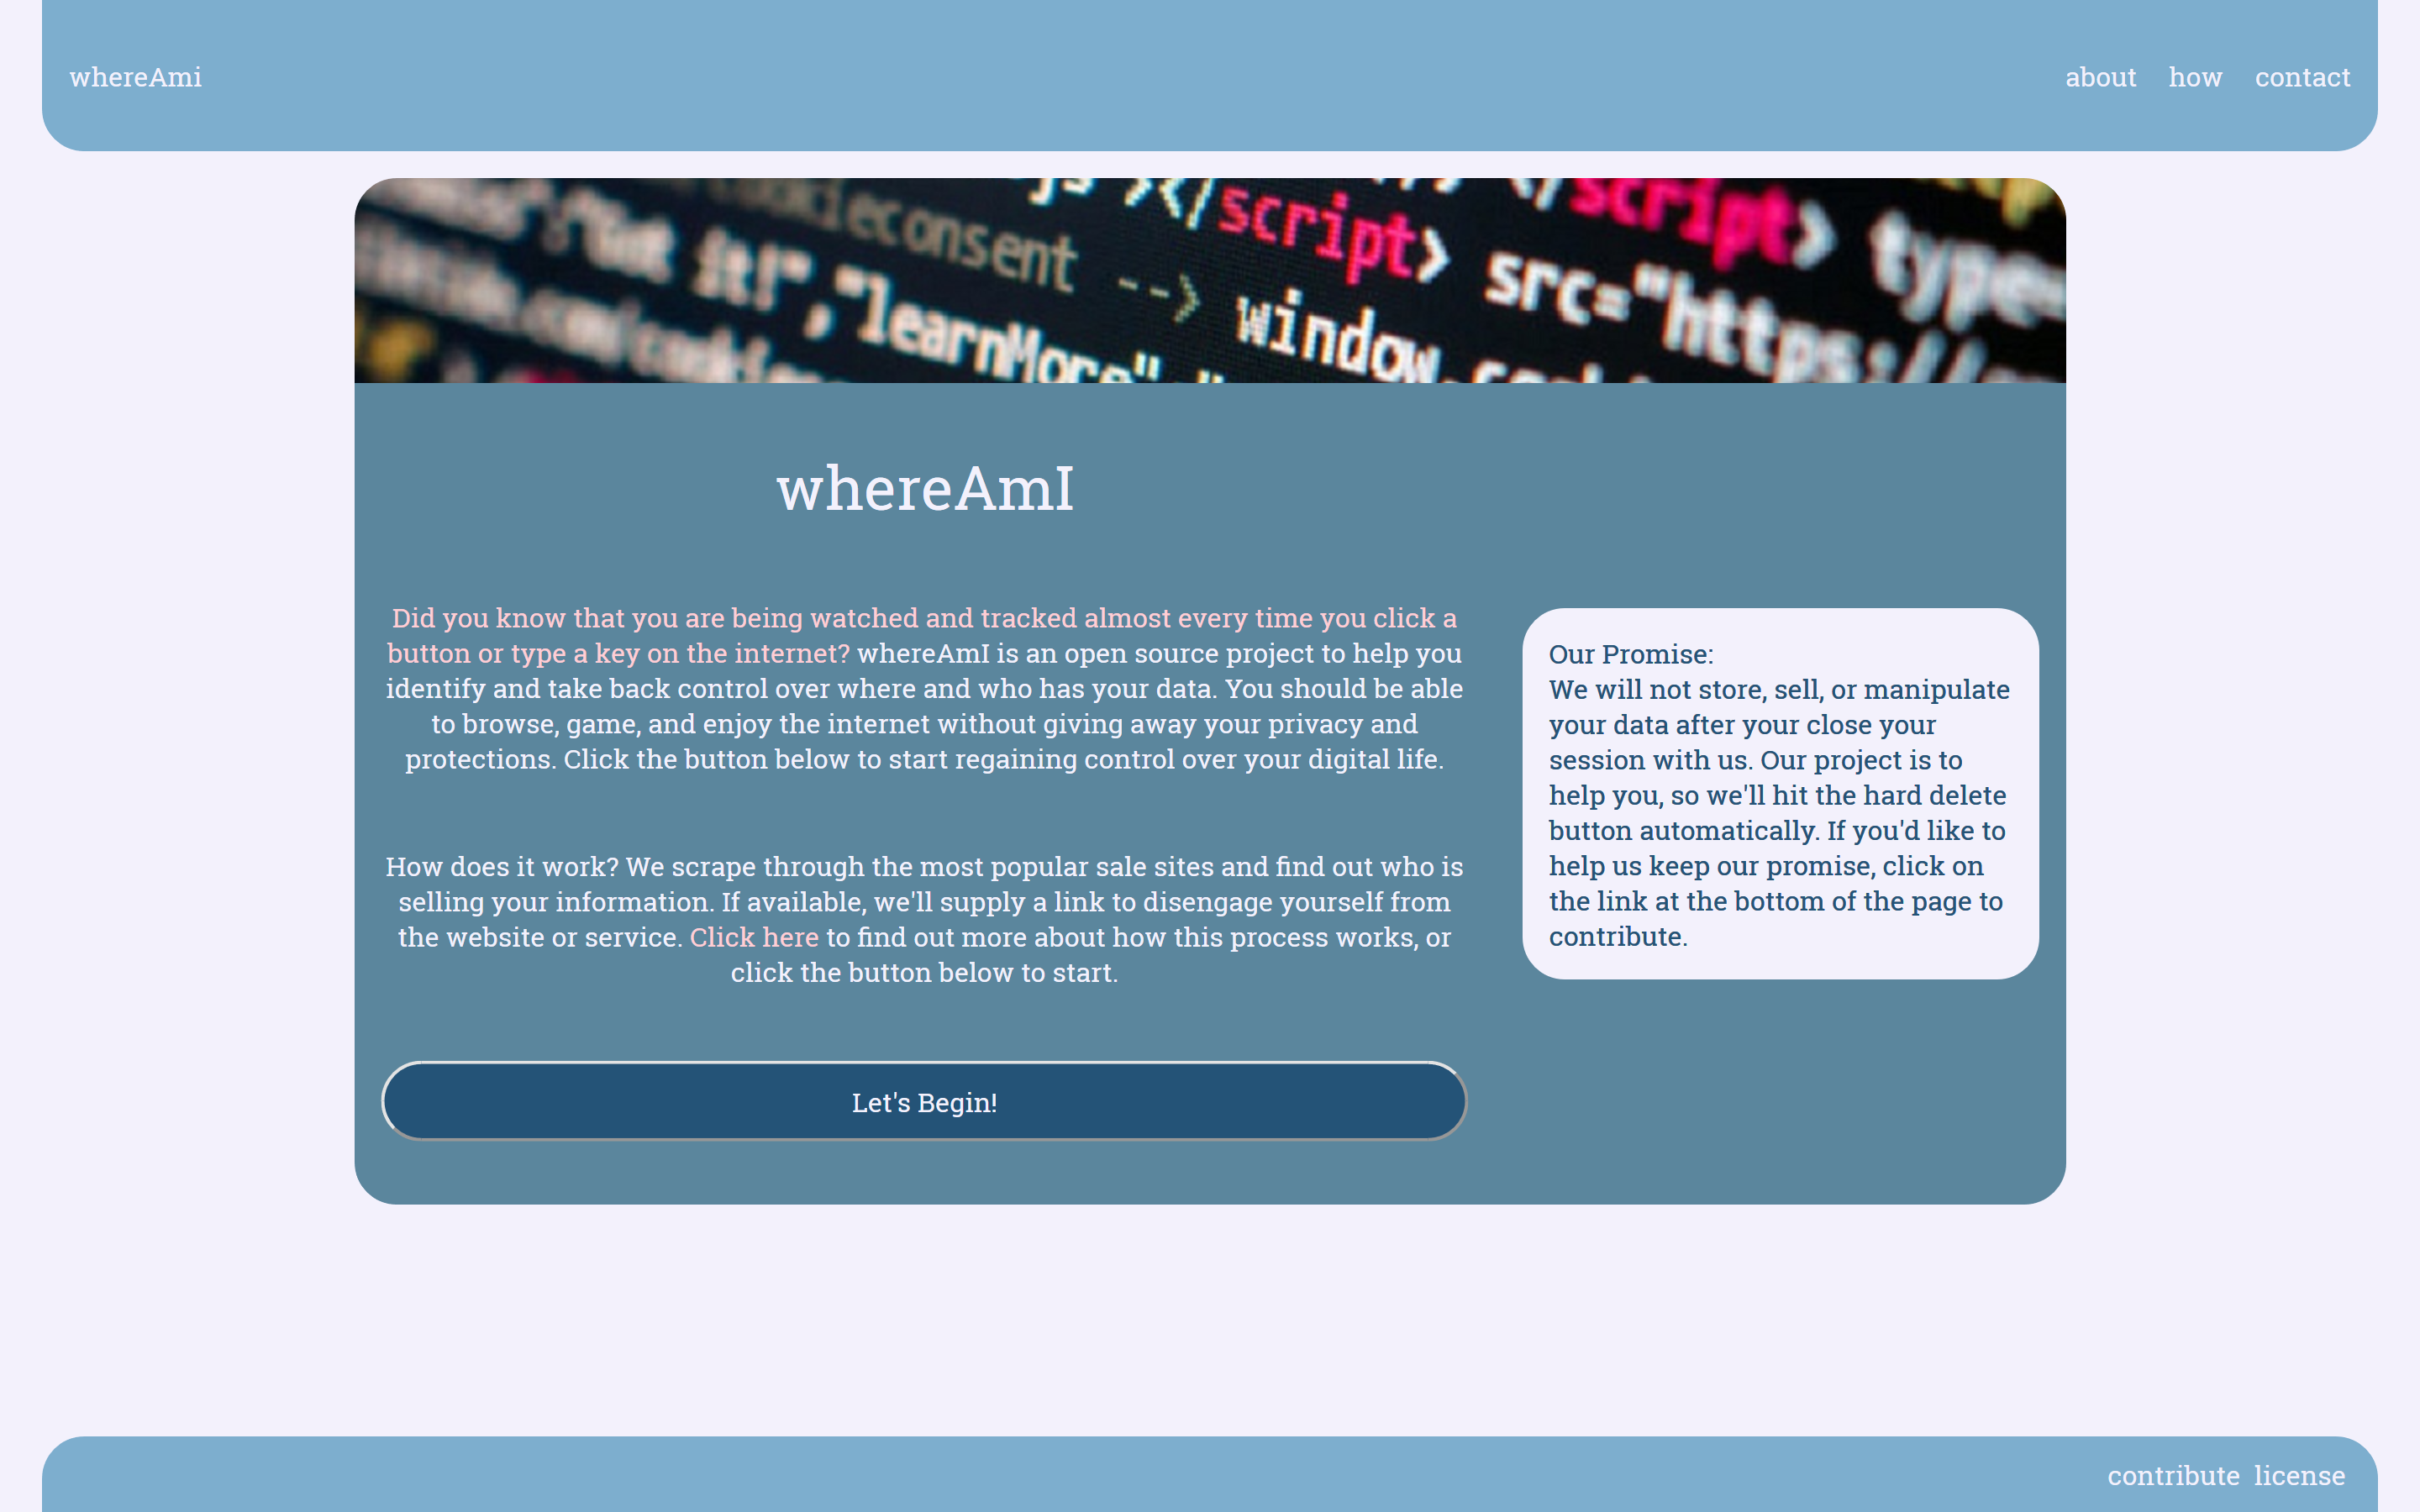 whereAmi
about how contact
cookieconsent -->
></script>
script>
src="https://
type=
"learnMore"
window.
whereAmI
Did you know that you are being watched and tracked almost every time you click a
button or type a key on the internet? whereAmI is an open source project to help you
identify and take back control over where and who has your data. You should be able
to browse, game, and enjoy the internet without giving away your privacy and
protections. Click the button below to start regaining control over your digital life.
How does it work? We scrape through the most popular sale sites and find out who is
selling your information. If available, we'll supply a link to disengage yourself from
the website or service. Click here to find out more about how this process works, or
click the button below to start.
Let's Begin!
Our Promise:
We will not store, sell, or manipulate
your data after your close your
session with us. Our project is to
help you, so we'll hit the hard delete
button automatically. If you'd like to
help us keep our promise, click on
the link at the bottom of the page to
contribute.
contribute license